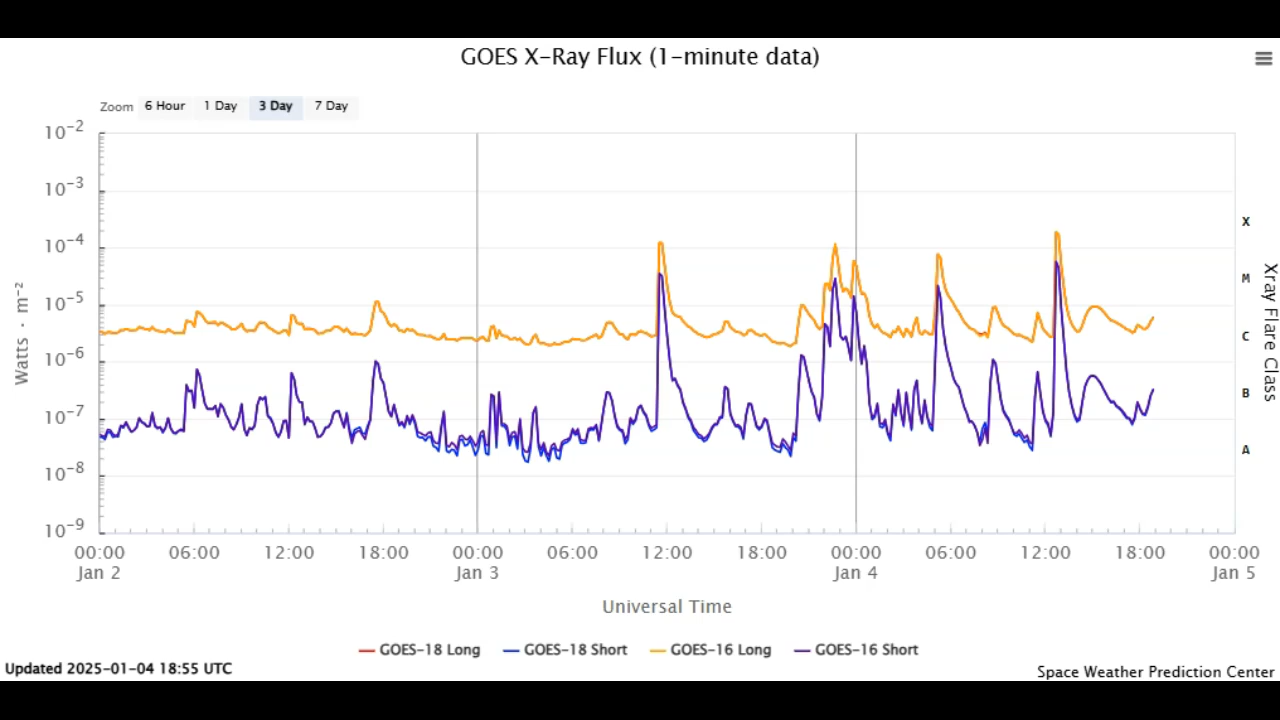 GOES X-Ray Flux (1-minute data)
Zoom 6 Hour 1 Day 3 Day 7 Day
10⁻²
10⁻³
10⁻⁴
10⁻⁵
10⁻⁶
10⁻⁷
10⁻⁸
10⁻⁹
Watts · m⁻²
X
M
C
B
A
Xray Flare Class
00:00 06:00 12:00 18:00 00:00 06:00 12:00 18:00 00:00 06:00 12:00 18:00 00:00
Jan 2 Jan 3 Jan 4 Jan 5
Universal Time
GOES-18 Long GOES-18 Short GOES-16 Long GOES-16 Short
Updated 2025-01-04 18:55 UTC
Space Weather Prediction Center